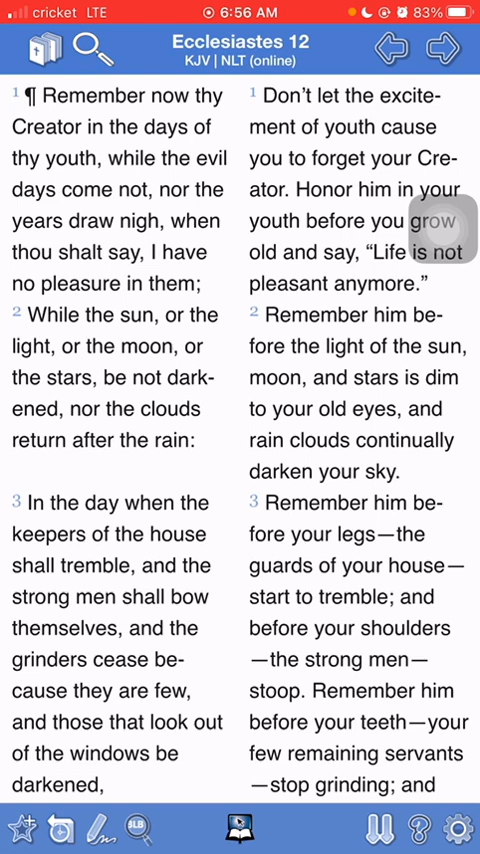 cricket LTE 6:56 AM 83%
Ecclesiastes 12
KJV | NLT (online)
1 ¶ Remember now thy
Creator in the days of
thy youth, while the evil
days come not, nor the
years draw nigh, when
thou shalt say, I have
no pleasure in them;
2 While the sun, or the
light, or the moon, or
the stars, be not dark-
ened, nor the clouds
return after the rain:
3 In the day when the
keepers of the house
shall tremble, and the
strong men shall bow
themselves, and the
grinders cease be-
cause they are few,
and those that look out
of the windows be
darkened,
1 Don’t let the excite-
ment of youth cause
you to forget your Cre-
ator. Honor him in your
youth before you grow
old and say, “Life is not
pleasant anymore.”
2 Remember him be-
fore the light of the sun,
moon, and stars is dim
to your old eyes, and
rain clouds continually
darken your sky.
3 Remember him be-
fore your legs—the
guards of your house—
start to tremble; and
before your shoulders
—the strong men—
stoop. Remember him
before your teeth—your
few remaining servants
—stop grinding; and
BLB